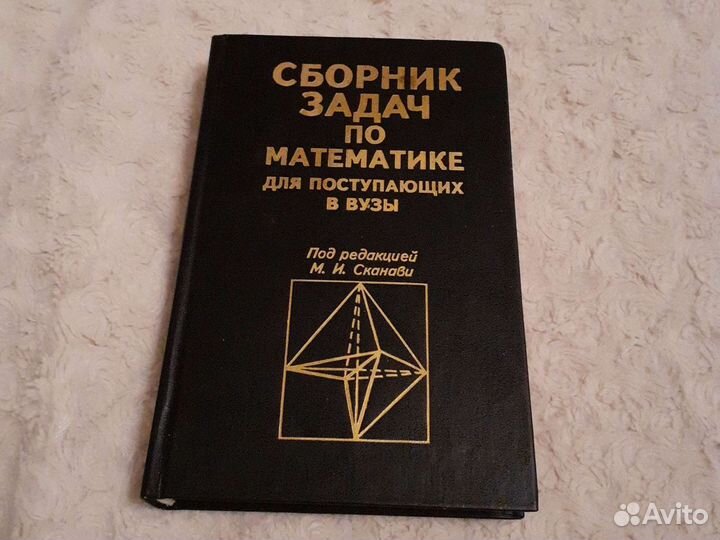 СБОРНИК
ЗАДАЧ
ПО
МАТЕМАТИКЕ
ДЛЯ ПОСТУПАЮЩИХ
В ВУЗЫ
Под редакцией
М. И. Сканави
Avito